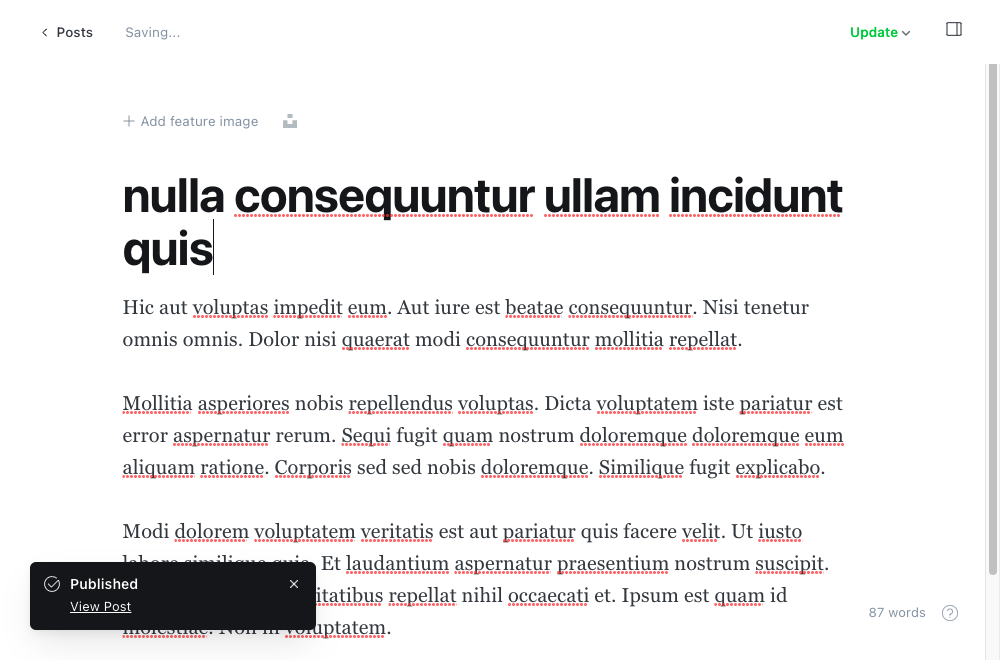 Posts
Saving...
Update
Add feature image
nulla consequuntur ullam incidunt
quis
Hic aut voluptas impedit eum. Aut iure est beatae consequuntur. Nisi tenetur
omnis omnis. Dolor nisi quaerat modi consequuntur mollitia repellat.
Mollitia asperiores nobis repellendus voluptas. Dicta voluptatem iste pariatur est
error aspernatur rerum. Sequi fugit quam nostrum doloremque doloremque eum
aliquam ratione. Corporis sed sed nobis doloremque. Similique fugit explicabo.
Modi dolorem voluptatem veritatis est aut pariatur quis facere velit. Ut iusto
labore similique quia. Et laudantium aspernatur praesentium nostrum suscipit.
repellat nihil occaecati et. Ipsum est quam id
molestiae. Non in voluptatem.
Published
View Post
87 words